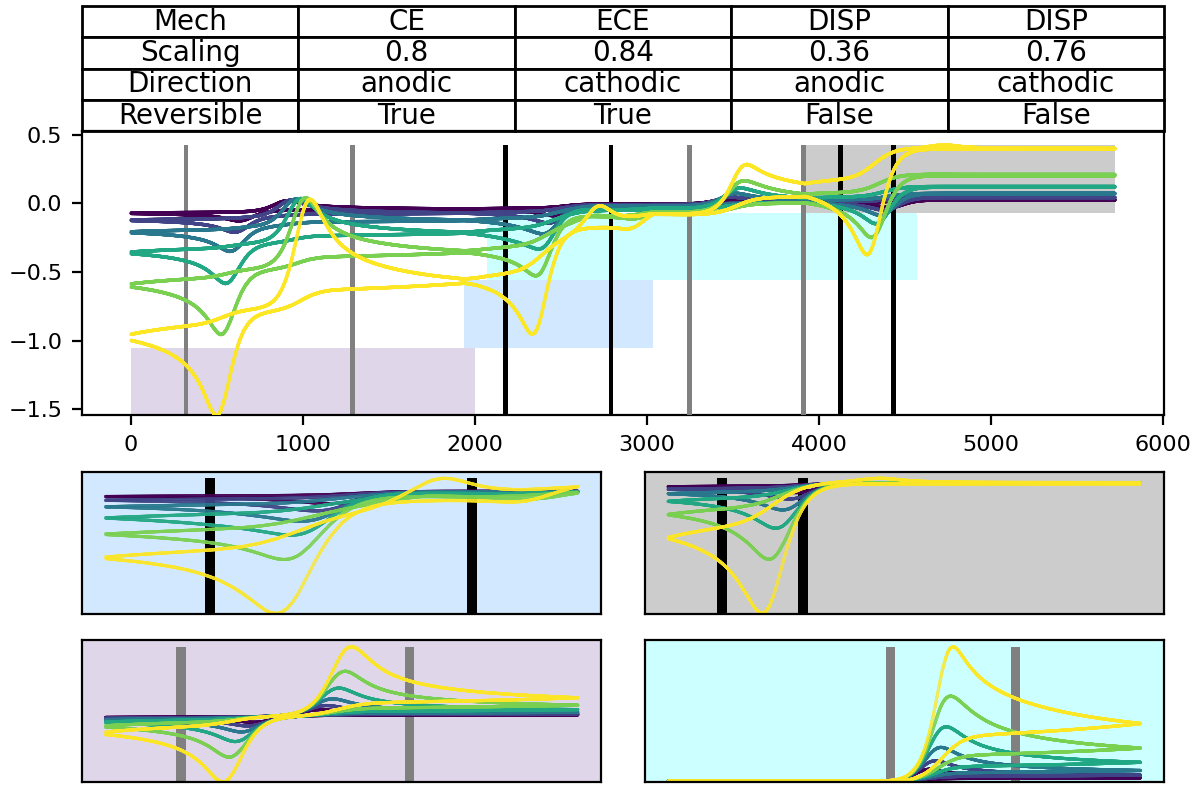 Mech CE ECE DISP DISP
Scaling 0.8 0.84 0.36 0.76
Direction anodic cathodic anodic cathodic
Reversible True True False False
0.5
0.0
−0.5
−1.0
−1.5
0 1000 2000 3000 4000 5000 6000